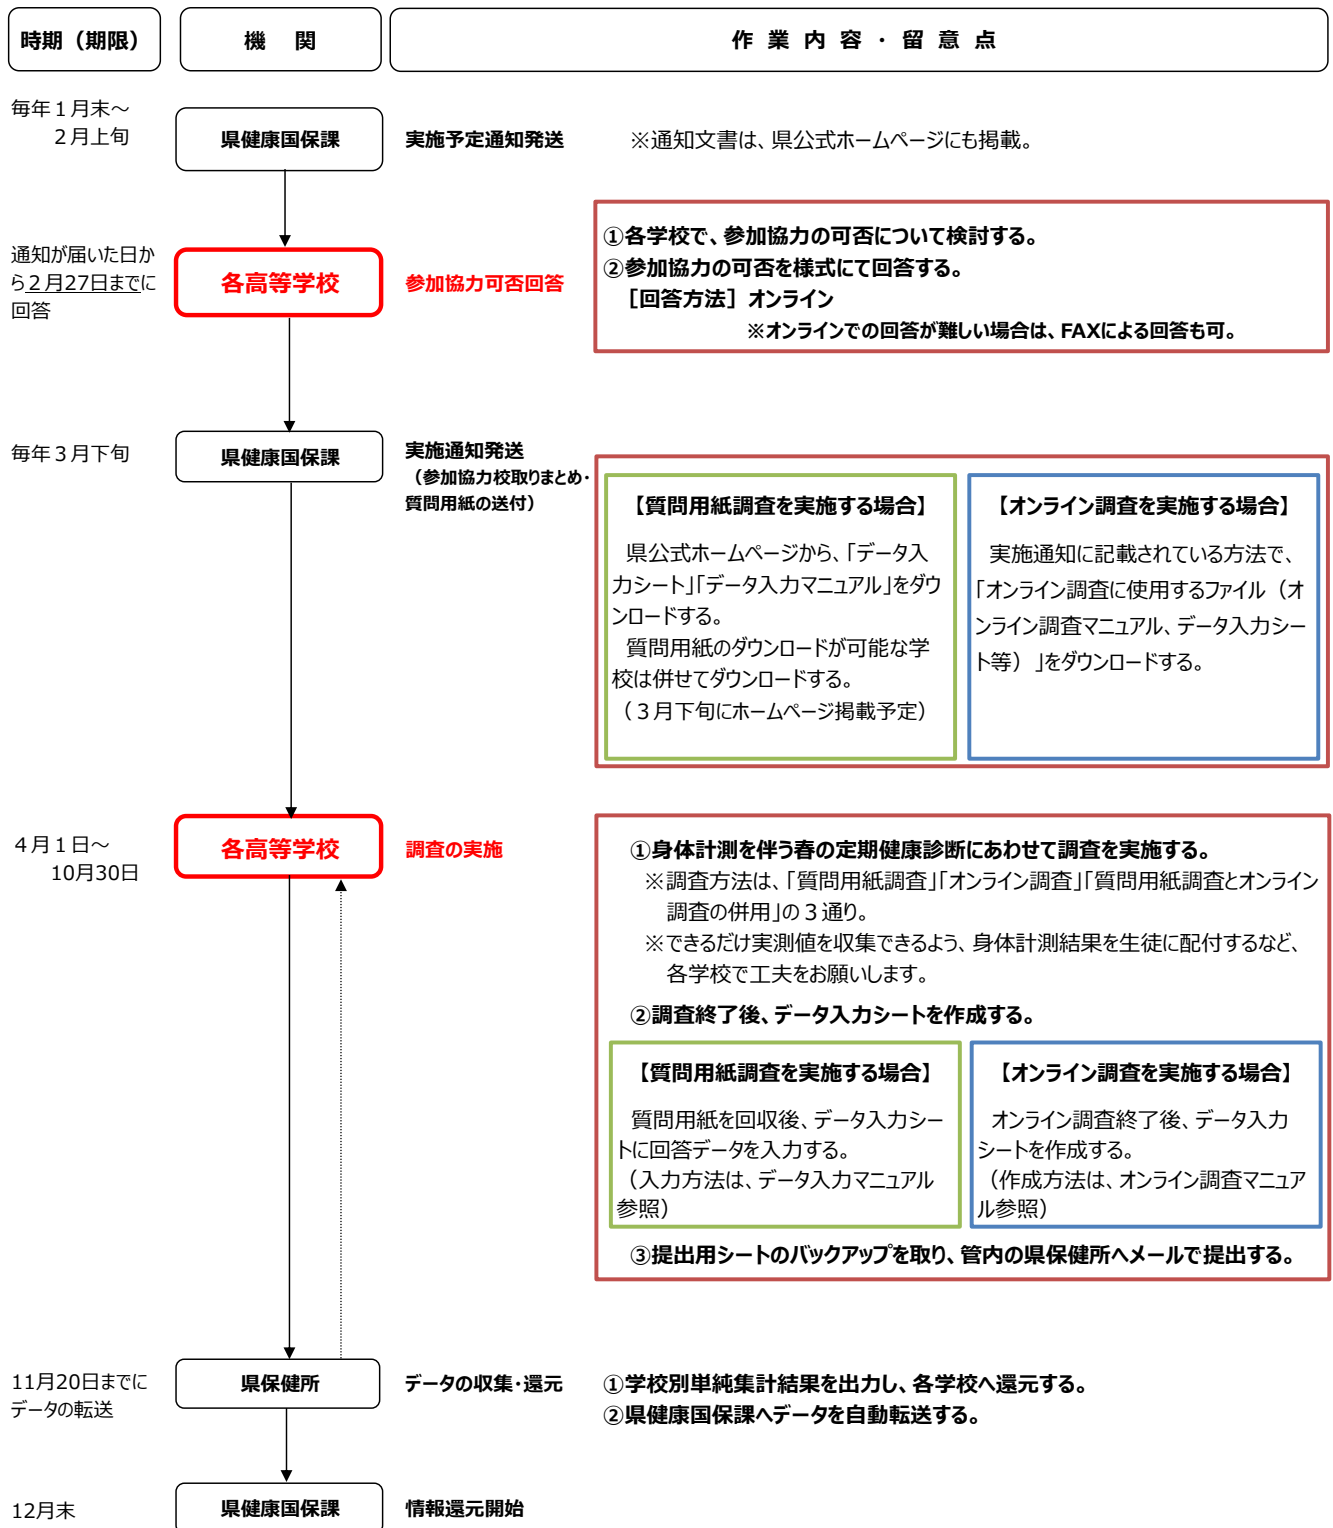 時期（期限）
機　関
作 業 内 容 ・ 留 意 点
毎年１月末～
２月上旬
県健康国保課
実施予定通知発送
※通知文書は、県公式ホームページにも掲載。
通知が届いた日か
ら２月27日までに
回答
各高等学校
参加協力可否回答
①各学校で、参加協力の可否について検討する。
②参加協力の可否を様式にて回答する。
［回答方法］オンライン
※オンラインでの回答が難しい場合は、FAXによる回答も可。
毎年３月下旬
県健康国保課
実施通知発送
（参加協力校取りまとめ・
質問用紙の送付）
【質問用紙調査を実施する場合】
県公式ホームページから、「データ入
力シート」「データ入力マニュアル」をダウ
ンロードする。
質問用紙のダウンロードが可能な学
校は併せてダウンロードする。
（３月下旬にホームページ掲載予定）
【オンライン調査を実施する場合】
実施通知に記載されている方法で、
「オンライン調査に使用するファイル（オ
ンライン調査マニュアル、データ入力シー
ト等）」をダウンロードする。
４月１日～
10月30日
各高等学校
調査の実施
①身体計測を伴う春の定期健康診断にあわせて調査を実施する。
※調査方法は、「質問用紙調査」「オンライン調査」「質問用紙調査とオンライン
調査の併用」の３通り。
※できるだけ実測値を収集できるよう、身体計測結果を生徒に配付するなど、
各学校で工夫をお願いします。
②調査終了後、データ入力シートを作成する。
【質問用紙調査を実施する場合】
質問用紙を回収後、データ入力シー
トに回答データを入力する。
（入力方法は、データ入力マニュアル
参照）
【オンライン調査を実施する場合】
オンライン調査終了後、データ入力
シートを作成する。
（作成方法は、オンライン調査マニュア
ル参照）
③提出用シートのバックアップを取り、管内の県保健所へメールで提出する。
11月20日までに
データの転送
県保健所
データの収集・還元
①学校別単純集計結果を出力し、各学校へ還元する。
②県健康国保課へデータを自動転送する。
12月末
県健康国保課
情報還元開始